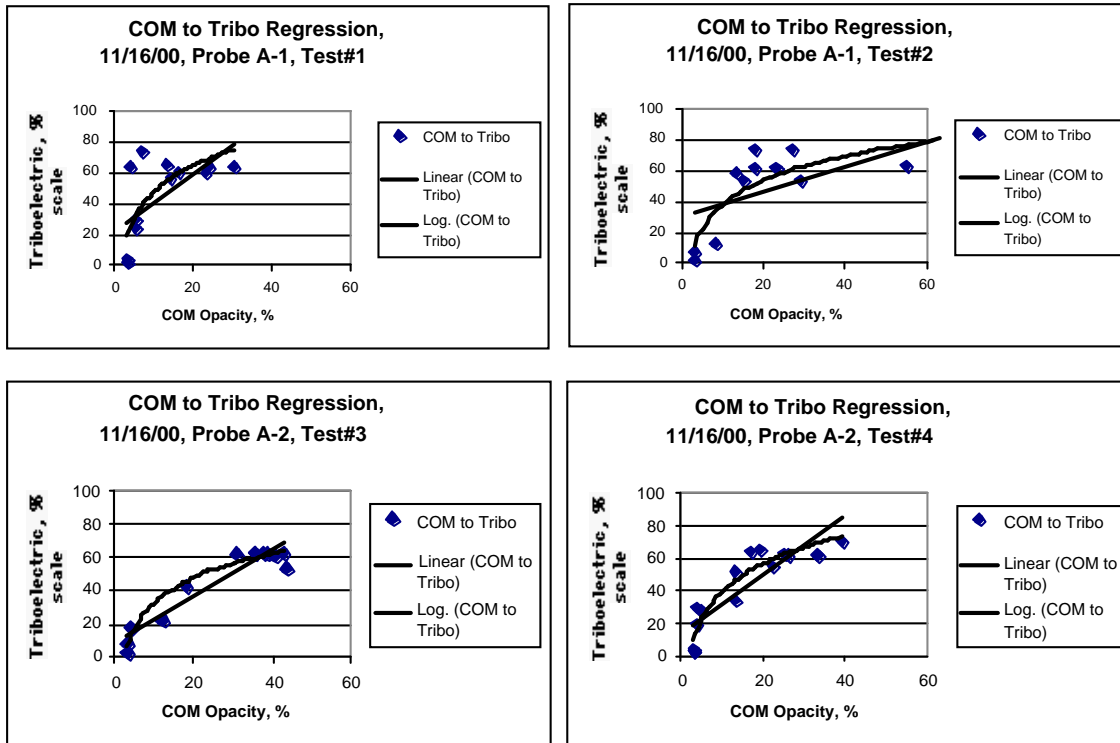 COM to Tribo Regression,
11/16/00, Probe A-1, Test#1
Triboelectric, %
scale
100
80
60
40
20
0
0 20 40 60
COM Opacity, %
COM to Tribo
Linear (COM to
Tribo)
Log. (COM to
Tribo)
COM to Tribo Regression,
11/16/00, Probe A-1, Test#2
Triboelectric, %
scale
100
80
60
40
20
0
0 20 40 60
COM Opacity, %
COM to Tribo
Linear (COM to
Tribo)
Log. (COM to
Tribo)
COM to Tribo Regression,
11/16/00, Probe A-2, Test#3
Triboelectric, %
scale
100
80
60
40
20
0
0 20 40 60
COM Opacity, %
COM to Tribo
Linear (COM to
Tribo)
Log. (COM to
Tribo)
COM to Tribo Regression,
11/16/00, Probe A-2, Test#4
Triboelectric, %
scale
100
80
60
40
20
0
0 20 40 60
COM Opacity, %
COM to Tribo
Linear (COM to
Tribo)
Log. (COM to
Tribo)